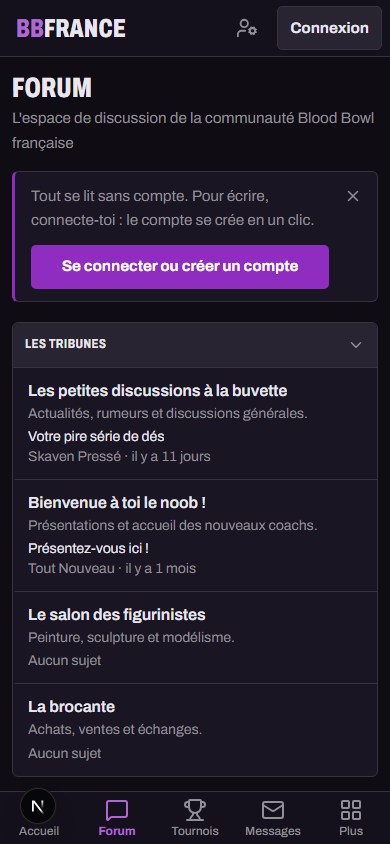 BBFRANCE
Connexion
FORUM
L'espace de discussion de la communauté Blood Bowl
française
Tout se lit sans compte. Pour écrire,
connecte-toi : le compte se crée en un clic.
Se connecter ou créer un compte
LES TRIBUNES
Les petites discussions à la buvette
Actualités, rumeurs et discussions générales.
Votre pire série de dés
Skaven Pressé · il y a 11 jours
Bienvenue à toi le noob !
Présentations et accueil des nouveaux coachs.
Présentez-vous ici !
Tout Nouveau · il y a 1 mois
Le salon des figurinistes
Peinture, sculpture et modélisme.
Aucun sujet
La brocante
Achats, ventes et échanges.
Aucun sujet
N
Accueil Forum Tournois Messages Plus